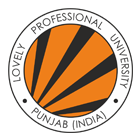 LOVELY PROFESSIONAL UNIVERSITY
• PUNJAB (INDIA) •